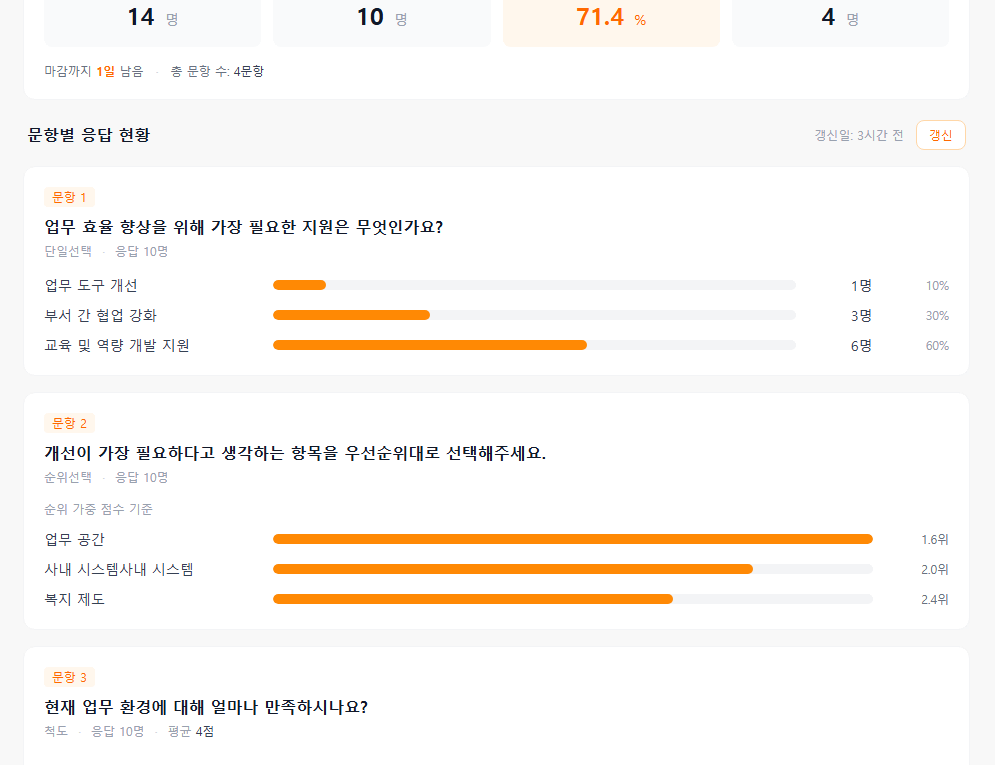 14 명 10 명 71.4 % 4 명
마감까지 1일 남음 · 총 문항 수: 4문항
문항별 응답 현황 갱신일: 3시간 전 갱신
문항 1
업무 효율 향상을 위해 가장 필요한 지원은 무엇인가요?
단일선택 · 응답 10명
업무 도구 개선 1명 10%
부서 간 협업 강화 3명 30%
교육 및 역량 개발 지원 6명 60%
문항 2
개선이 가장 필요하다고 생각하는 항목을 우선순위대로 선택해주세요.
순위선택 · 응답 10명
순위 가중 점수 기준
업무 공간 1.6위
사내 시스템사내 시스템 2.0위
복지 제도 2.4위
문항 3
현재 업무 환경에 대해 얼마나 만족하시나요?
척도 · 응답 10명 · 평균 4점